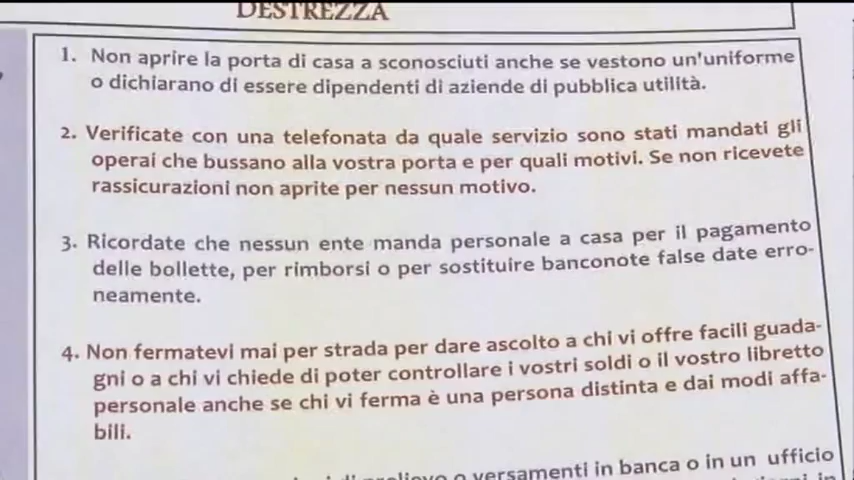 DESTREZZA
1. Non aprire la porta di casa a sconosciuti anche se vestono un'uniforme
o dichiarano di essere dipendenti di aziende di pubblica utilità.
2. Verificate con una telefonata da quale servizio sono stati mandati gli
operai che bussano alla vostra porta e per quali motivi. Se non ricevete
rassicurazioni non aprite per nessun motivo.
3. Ricordate che nessun ente manda personale a casa per il pagamento
delle bollette, per rimborsi o per sostituire banconote false date erro-
neamente.
4. Non fermatevi mai per strada per dare ascolto a chi vi offre facili guada-
gni o a chi vi chiede di poter controllare i vostri soldi o il vostro libretto
personale anche se chi vi ferma è una persona distinta e dai modi affa-
bili.
di prelievo o versamenti in banca o in un ufficio
in